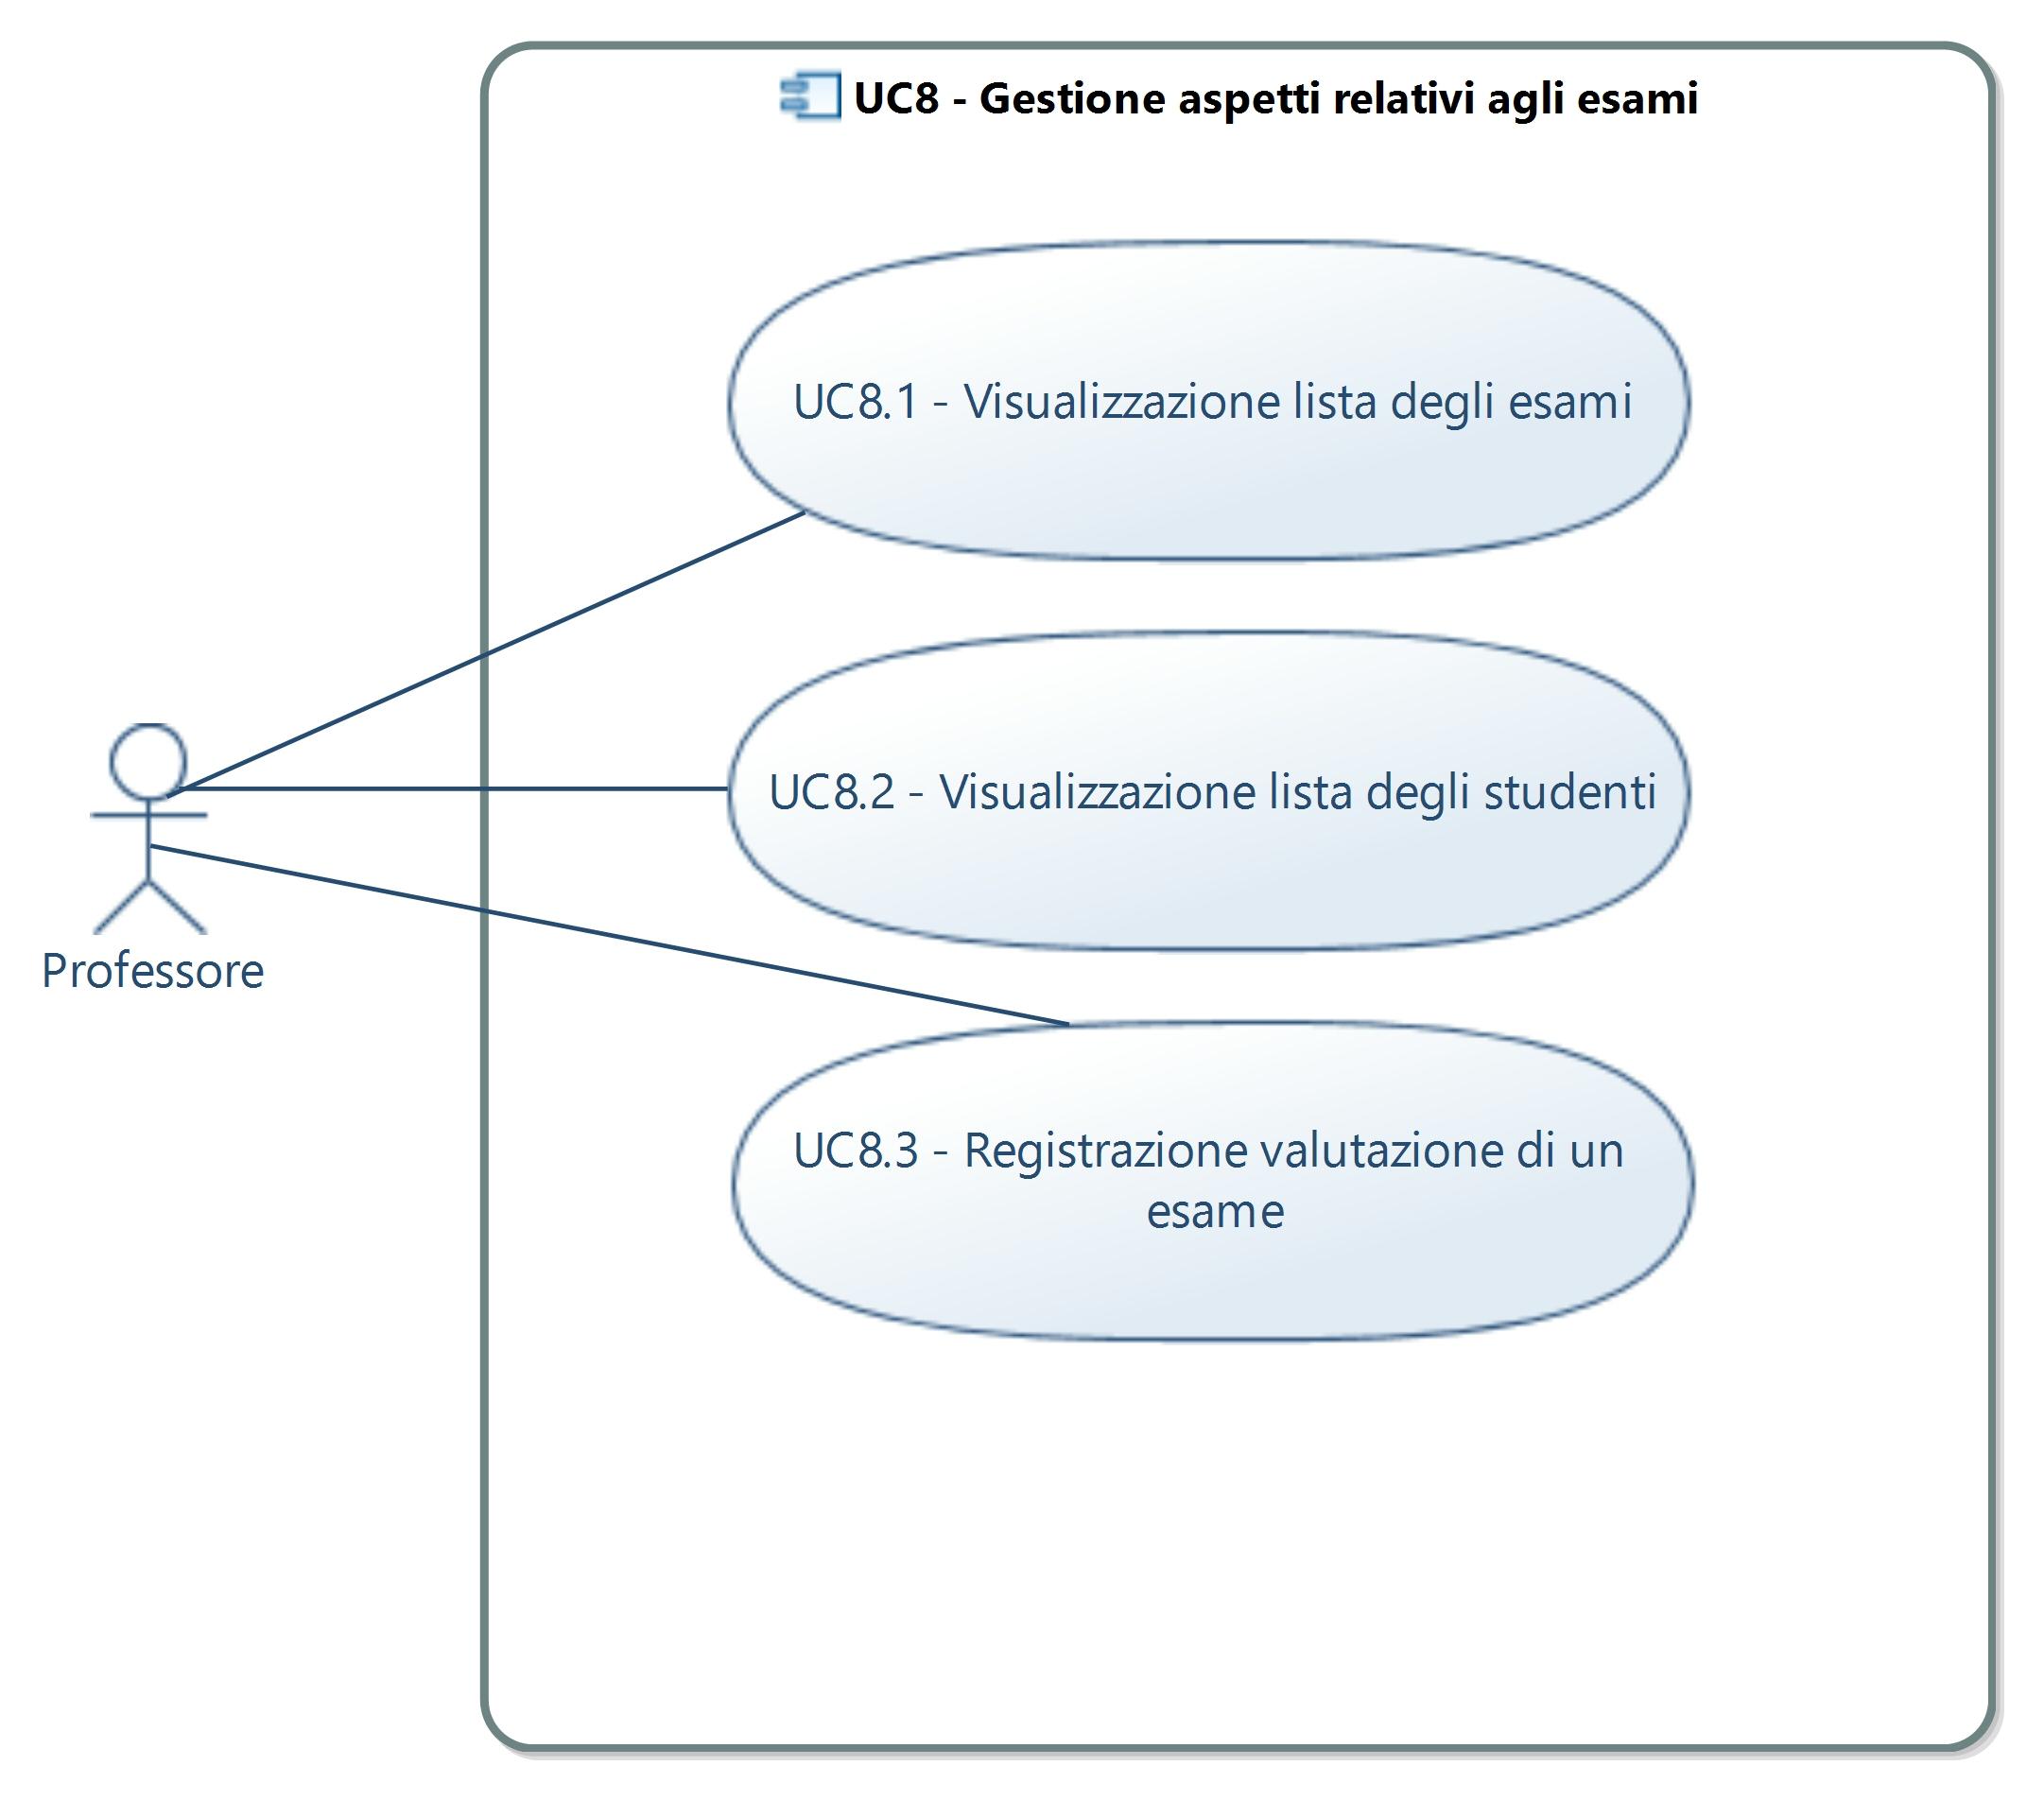 UC8 - Gestione aspetti relativi agli esami
UC8.1 - Visualizzazione lista degli esami
UC8.2 - Visualizzazione lista degli studenti
Professore
UC8.3 - Registrazione valutazione di un
esame